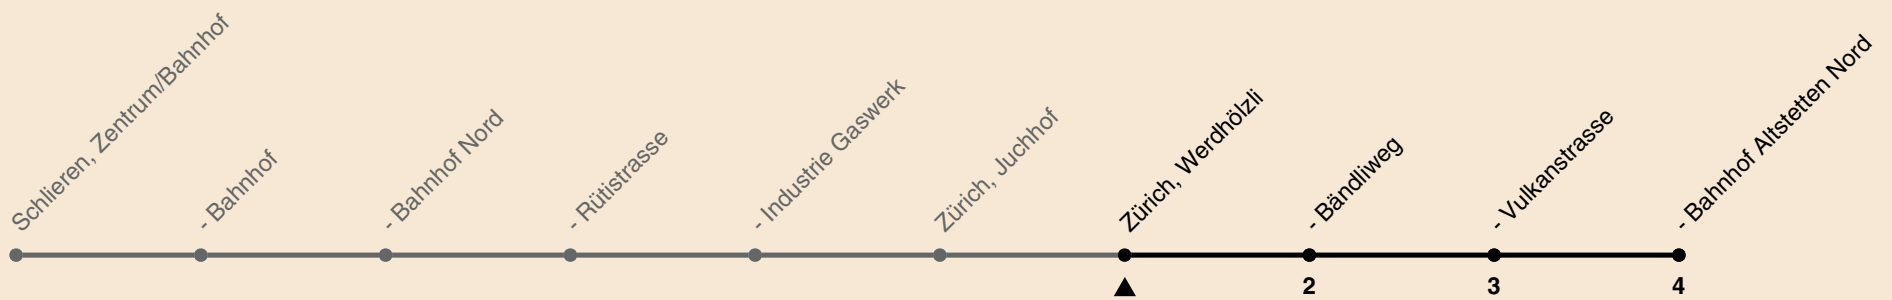 Schlieren, Zentrum/Bahnhof
- Bahnhof
- Bahnhof Nord
- Rütistrasse
- Industrie Gaswerk
Zürich, Juchhof
Zürich, Werdhölzli
- Bändliweg
- Vulkanstrasse
- Bahnhof Altstetten Nord
2
3
4